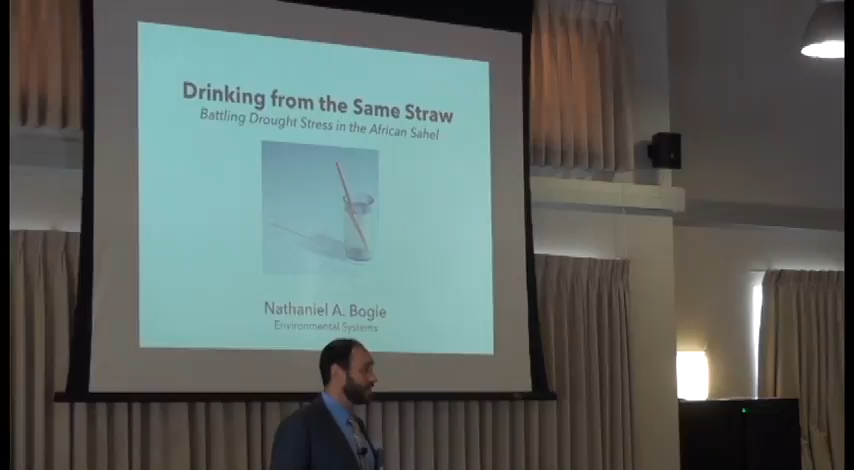 Drinking from the Same Straw
Battling Drought Stress in the African Sahel
Nathaniel A. Bogie
Environmental Systems